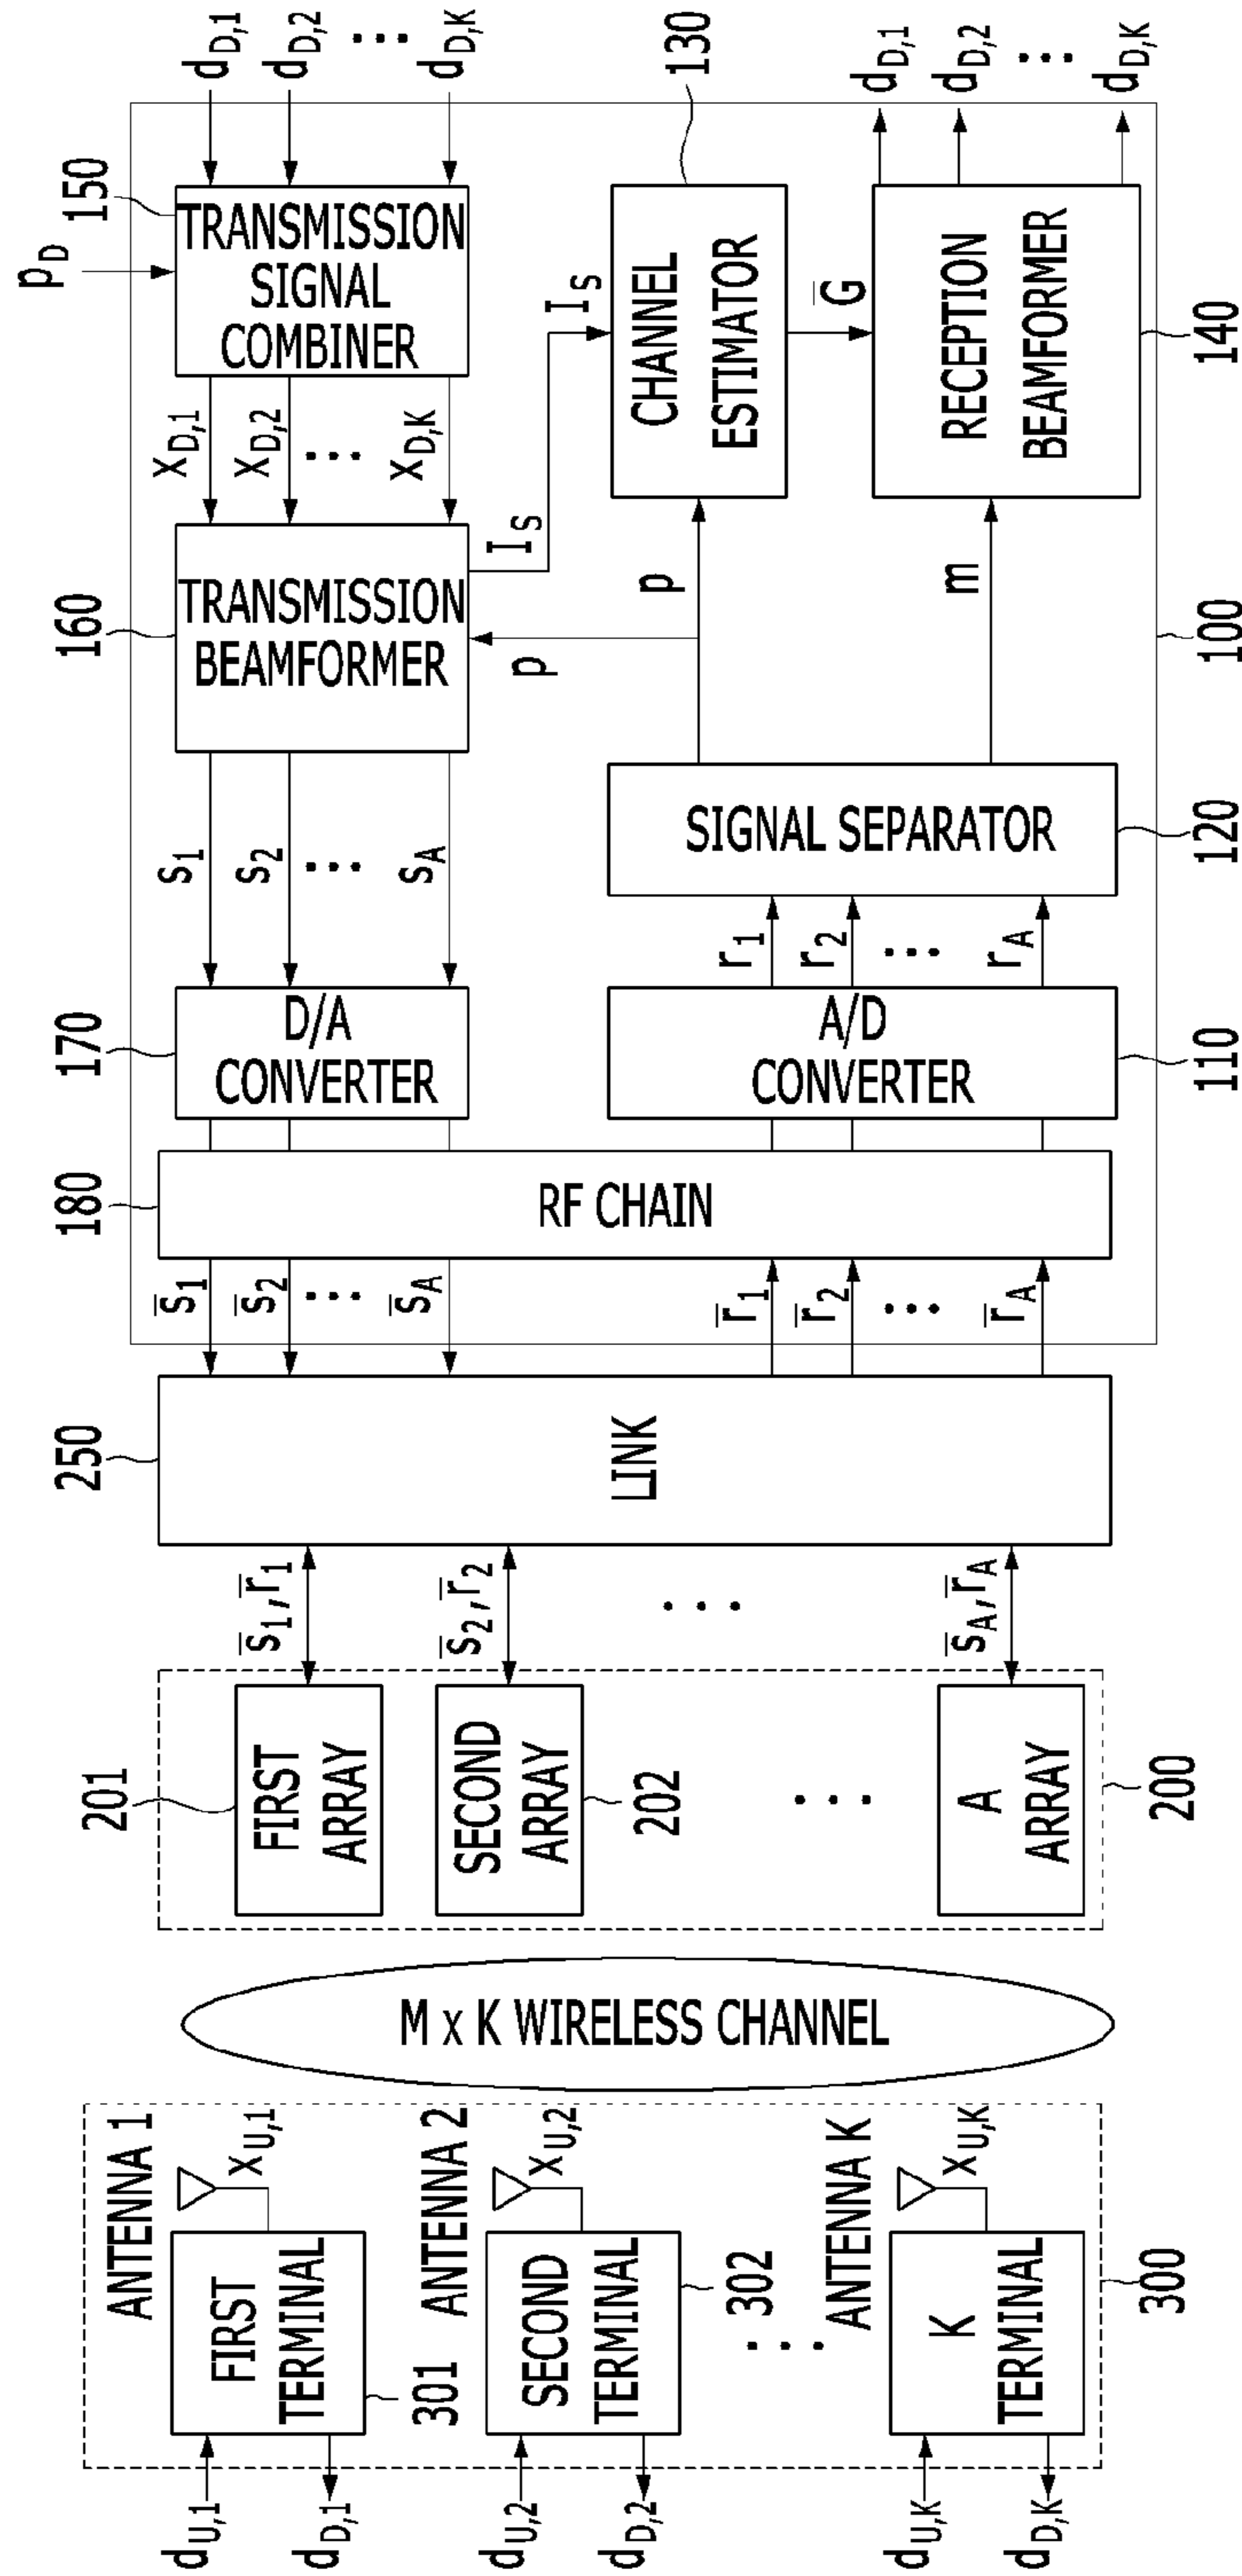 ANTENNA 1
FIRST
TERMINAL
301
x_{U,1}
d_{U,1}
d_{D,1}
ANTENNA 2
SECOND
TERMINAL
302
x_{U,2}
d_{U,2}
d_{D,2}
ANTENNA K
K
TERMINAL
300
x_{U,K}
d_{U,K}
d_{D,K}
M x K WIRELESS CHANNEL
201
FIRST
ARRAY
SECOND
ARRAY
202
A
ARRAY
200
s̄_1,r̄_1
s̄_2,r̄_2
s̄_A,r̄_A
250
LINK
s̄_1
s̄_2
s̄_A
r̄_1
r̄_2
r̄_A
180
RF CHAIN
170
D/A
CONVERTER
A/D
CONVERTER
110
s_1
s_2
s_A
r_1
r_2
r_A
SIGNAL SEPARATOR
120
160
TRANSMISSION
BEAMFORMER
p
p
m
I_s
I_s
100
x_{D,1}
x_{D,2}
x_{D,K}
p_D
150
TRANSMISSION
SIGNAL
COMBINER
CHANNEL
ESTIMATOR
130
Ḡ
RECEPTION
BEAMFORMER
140
d_{D,1}
d_{D,2}
d_{D,K}
d_{D,1}
d_{D,2}
d_{D,K}